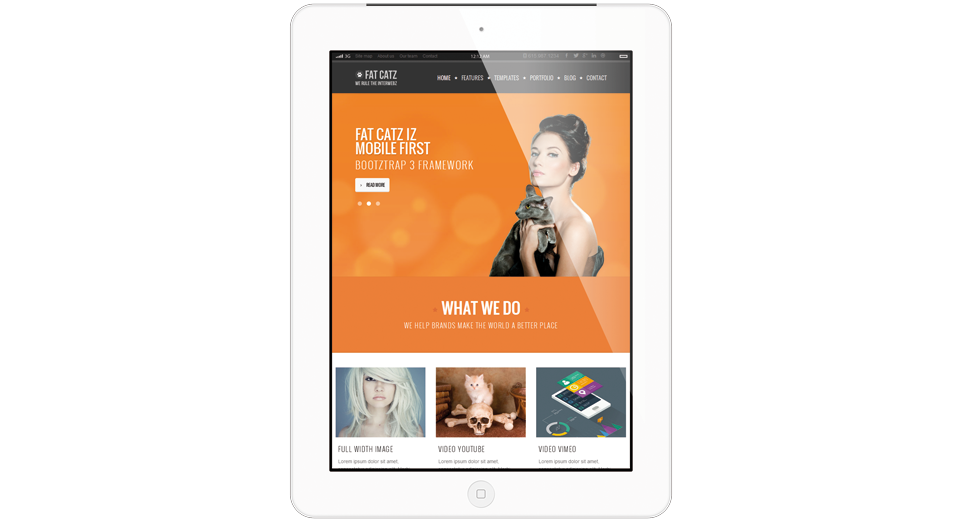 3G Site map About us Our team Contact
12:12 AM
FAT CATZ
WE RULE THE INTERWEBZ
HOME FEATURES TEMPLATES PORTFOLIO BLOG CONTACT
FAT CATZ IZ
MOBILE FIRST
BOOTZTRAP 3 FRAMEWORK
READ MORE
WHAT WE DO
WE HELP BRANDS MAKE THE WORLD A BETTER PLACE
FULL WIDTH IMAGE
Lorem ipsum dolor sit amet,
VIDEO YOUTUBE
Lorem ipsum dolor sit amet,
VIDEO VIMEO
Lorem ipsum dolor sit amet,